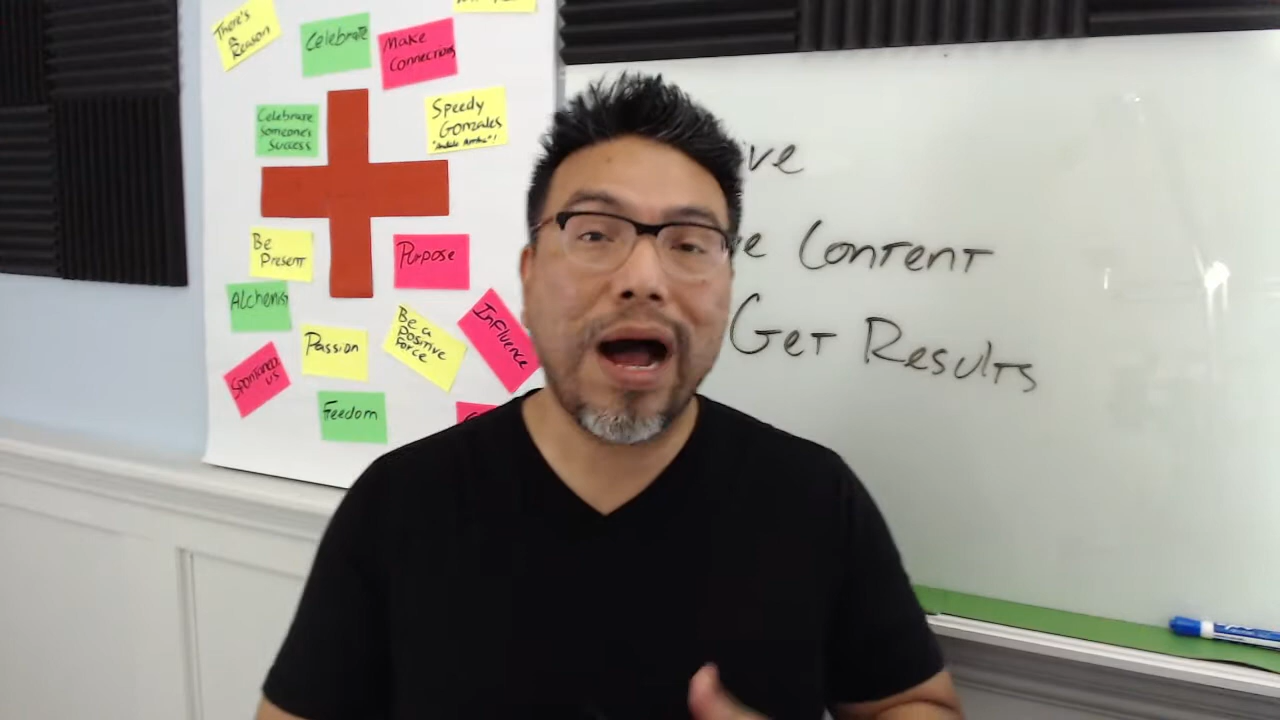 There's
a
Reason
Celebrate
Make
Connections
Celebrate
Someone's
Success
Speedy
Gonzales
Be
Present
Purpose
Alchemist
Passion
Be a
Positive
Force
Influence
Spontaneous
Freedom
Content
Get Results